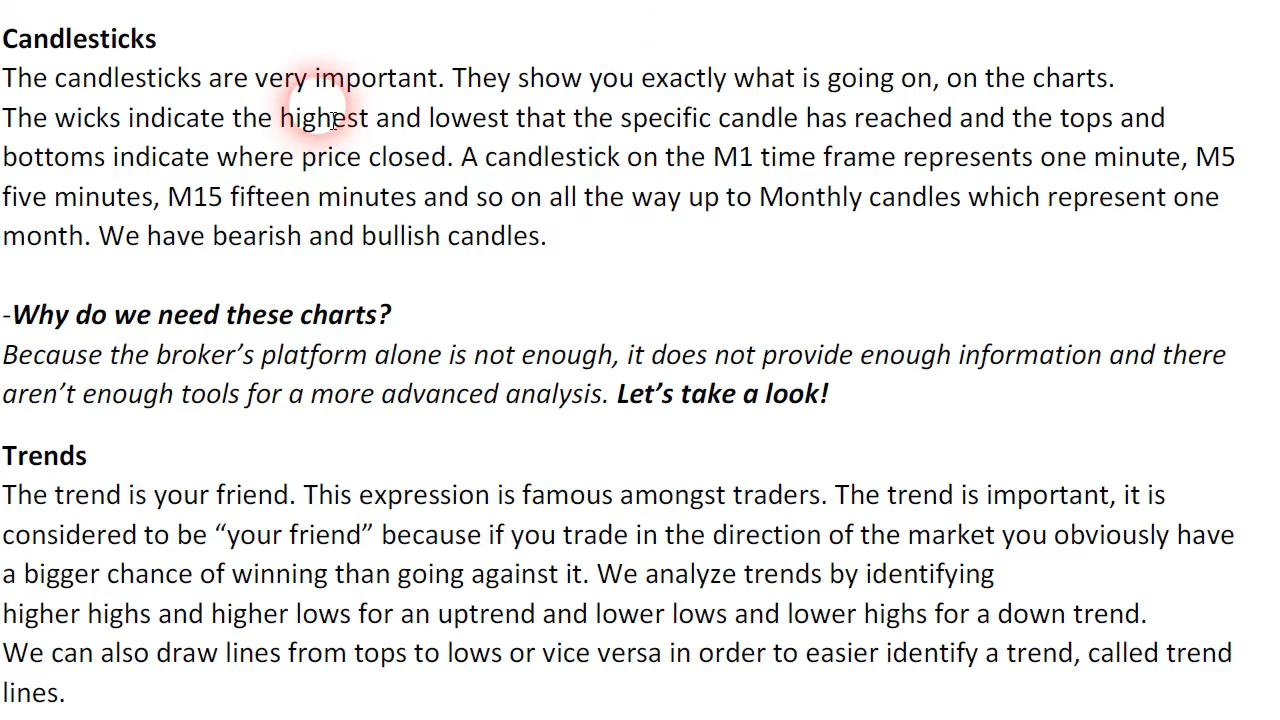 Candlesticks
The candlesticks are very important. They show you exactly what is going on, on the charts.
The wicks indicate the highest and lowest that the specific candle has reached and the tops and
bottoms indicate where price closed. A candlestick on the M1 time frame represents one minute, M5
five minutes, M15 fifteen minutes and so on all the way up to Monthly candles which represent one
month. We have bearish and bullish candles.
-Why do we need these charts?
Because the broker’s platform alone is not enough, it does not provide enough information and there
aren’t enough tools for a more advanced analysis. Let’s take a look!
Trends
The trend is your friend. This expression is famous amongst traders. The trend is important, it is
considered to be “your friend” because if you trade in the direction of the market you obviously have
a bigger chance of winning than going against it. We analyze trends by identifying
higher highs and higher lows for an uptrend and lower lows and lower highs for a down trend.
We can also draw lines from tops to lows or vice versa in order to easier identify a trend, called trend
lines.